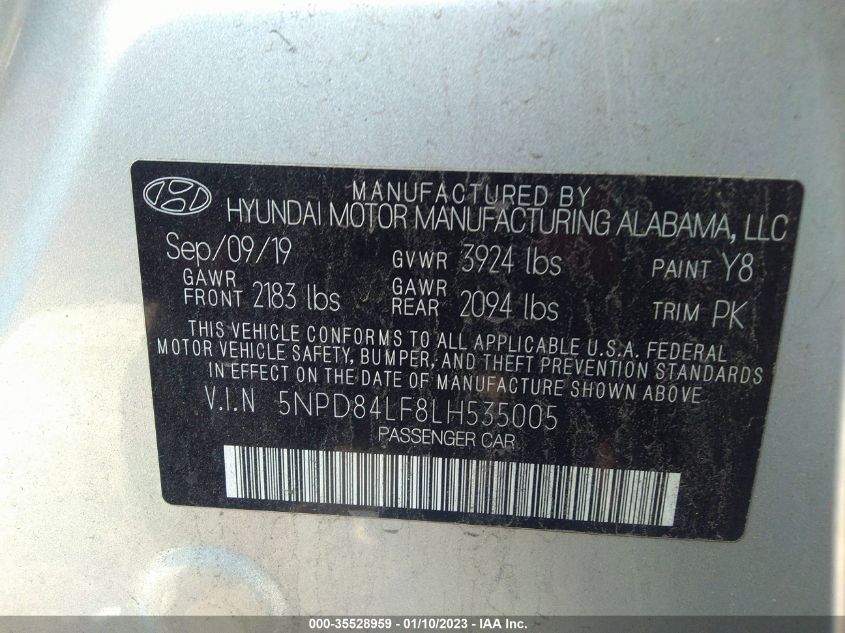 MANUFACTURED BY
HYUNDAI MOTOR MANUFACTURING ALABAMA, LLC
Sep/09/19 GVWR 3924 lbs PAINT Y8
GAWR FRONT 2183 lbs GAWR REAR 2094 lbs TRIM PK
THIS VEHICLE CONFORMS TO ALL APPLICABLE U.S.A. FEDERAL
MOTOR VEHICLE SAFETY, BUMPER, AND THEFT PREVENTION STANDARDS
IN EFFECT ON THE DATE OF MANUFACTURE SHOWN ABOVE.
V.I.N 5NPD84LF8LH535005
PASSENGER CAR
000-35528959 - 01/10/2023 - IAA Inc.